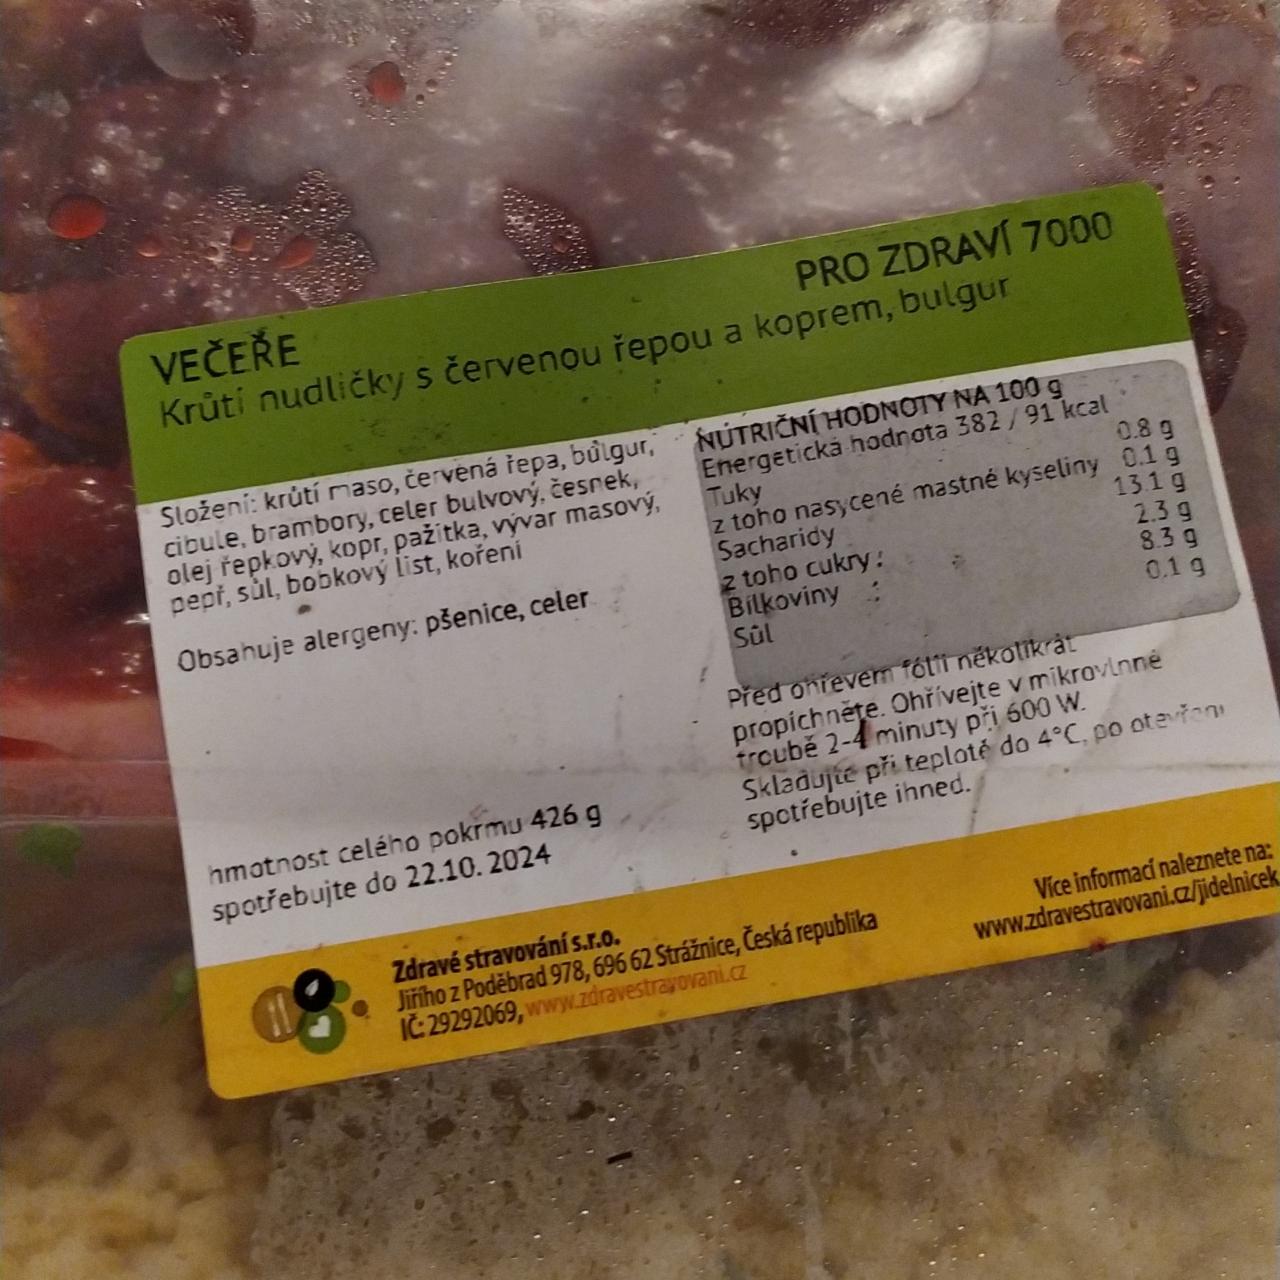 PRO ZDRAVÍ 7000
VEČEŘE
Krůtí nudličky s červenou řepou a koprem, bulgur
Složení: krůtí maso, červená řepa, bulgur,
cibule, brambory, celer bulvový, česnek,
olej řepkový, kopr, pažitka, vývar masový,
pepř, sůl, bobkový list, koření
Obsahuje alergeny: pšenice, celer
hmotnost celého pokrmu 426 g
spotřebujte do 22.10. 2024
NUTRIČNÍ HODNOTY NA 100 g
Energetická hodnota 382 / 91 kcal
Tuky 0.8 g
z toho nasycené mastné kyseliny 0.1 g
Sacharidy 13.1 g
z toho cukry 2.3 g
Bílkoviny 8.3 g
Sůl 0.1 g
Před ohřevem fólii několikrát
propíchněte. Ohřívejte v mikrovlnné
troubě 2-4 minuty při 600 W.
Skladujte při teplotě do 4°C, po otevření
spotřebujte ihned.
Zdravé stravování s.r.o.
Jiřího z Poděbrad 978, 696 62 Strážnice, Česká republika
IČ: 29292069, www.zdravestravovani.cz
Více informací naleznete na:
www.zdravestravovani.cz/jidelnicek